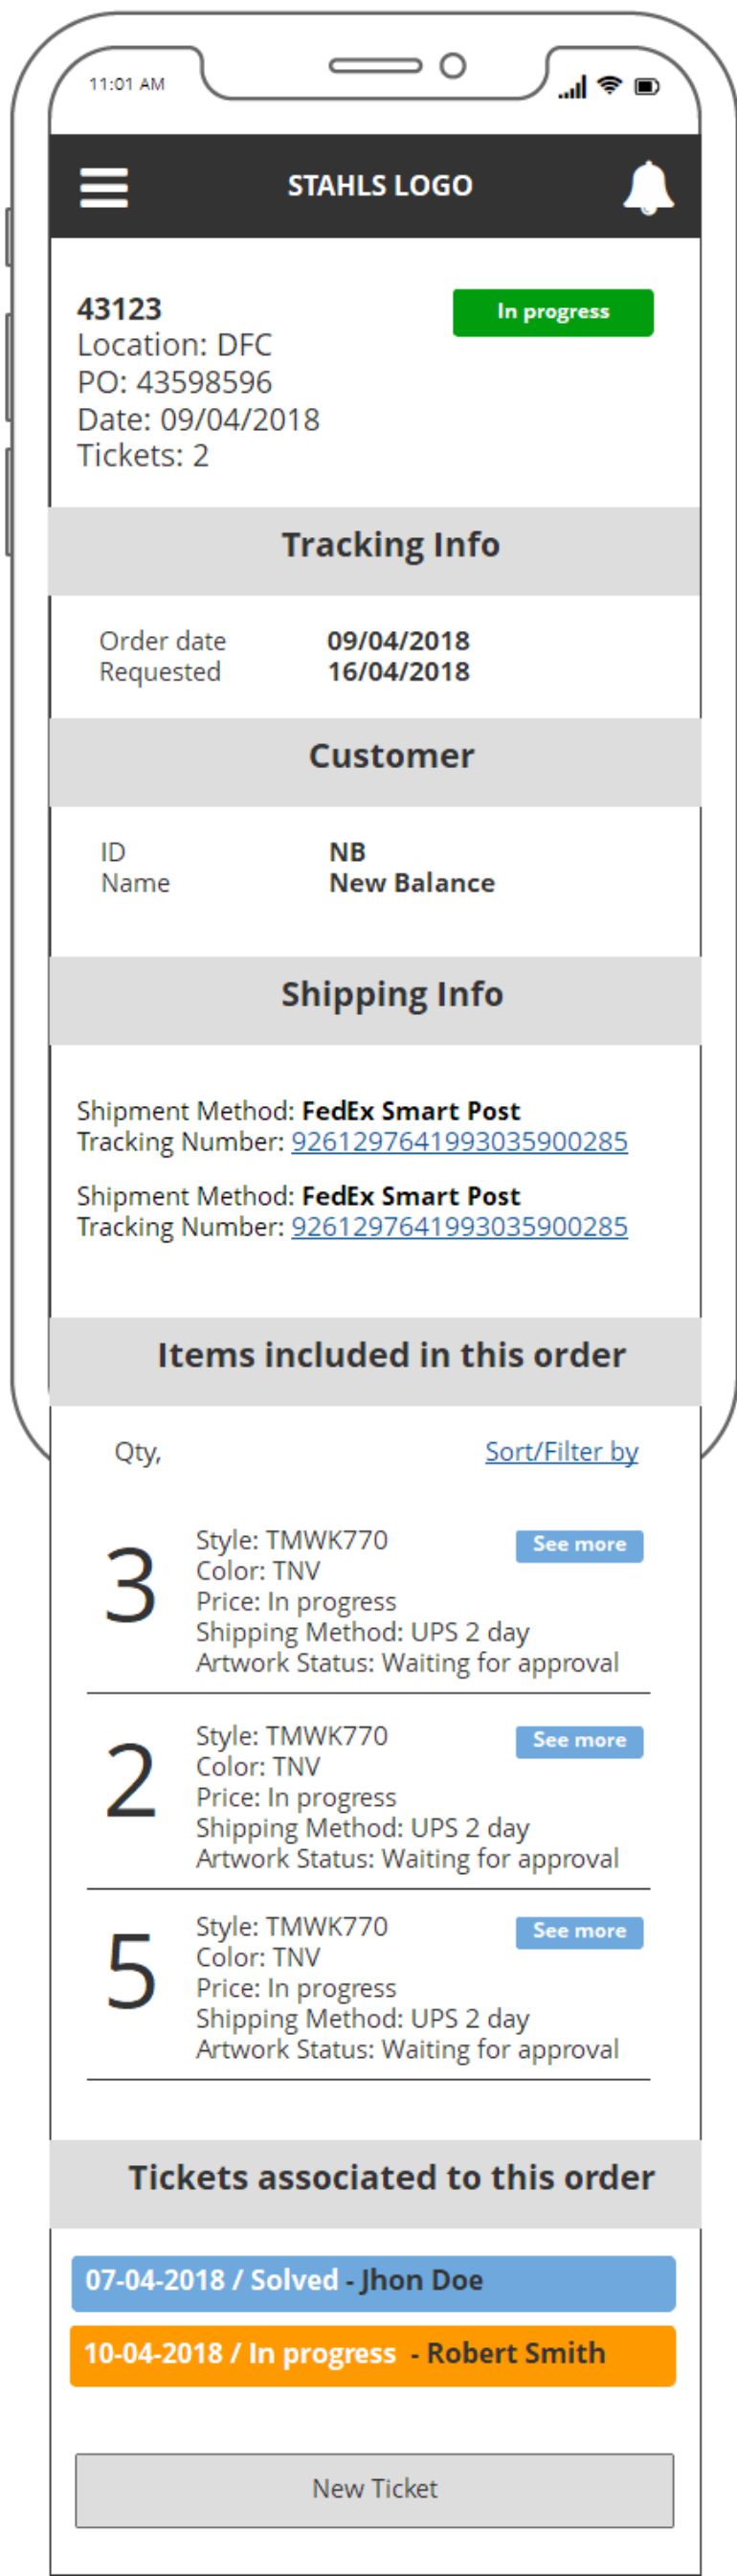 11:01 AM
STAHLS LOGO
43123
In progress
Location: DFC
PO: 43598596
Date: 09/04/2018
Tickets: 2
Tracking Info
Order date 09/04/2018
Requested 16/04/2018
Customer
ID NB
Name New Balance
Shipping Info
Shipment Method: FedEx Smart Post
Tracking Number: 9261297641993035900285
Shipment Method: FedEx Smart Post
Tracking Number: 9261297641993035900285
Items included in this order
Qty, Sort/Filter by
3
Style: TMWK770
See more
Color: TNV
Price: In progress
Shipping Method: UPS 2 day
Artwork Status: Waiting for approval
2
Style: TMWK770
See more
Color: TNV
Price: In progress
Shipping Method: UPS 2 day
Artwork Status: Waiting for approval
5
Style: TMWK770
See more
Color: TNV
Price: In progress
Shipping Method: UPS 2 day
Artwork Status: Waiting for approval
Tickets associated to this order
07-04-2018 / Solved - Jhon Doe
10-04-2018 / In progress - Robert Smith
New Ticket